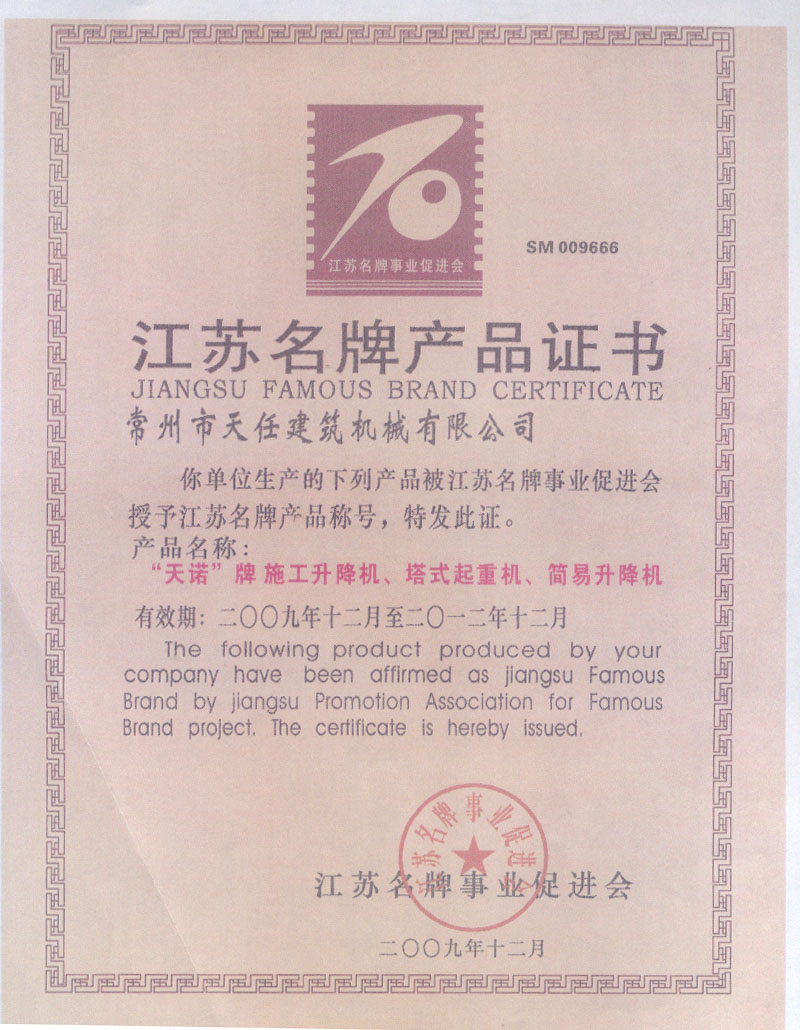 江苏名牌事业促进会
SM 009666
江苏名牌产品证书
JIANGSU FAMOUS BRAND CERTIFICATE
常州市天任建筑机械有限公司
你单位生产的下列产品被江苏名牌事业促进会
授予江苏名牌产品称号，特发此证。
产品名称：
“天诺”牌 施工升降机、塔式起重机、简易升降机
有效期：二〇〇九年十二月至二〇一二年十二月
The following product produced by your
company have been affirmed as jiangsu Famous
Brand by jiangsu Promotion Association for Famous
Brand project. The certificate is hereby issued.
江苏名牌事业促进会
江苏名牌事业促进会
二〇〇九年十二月